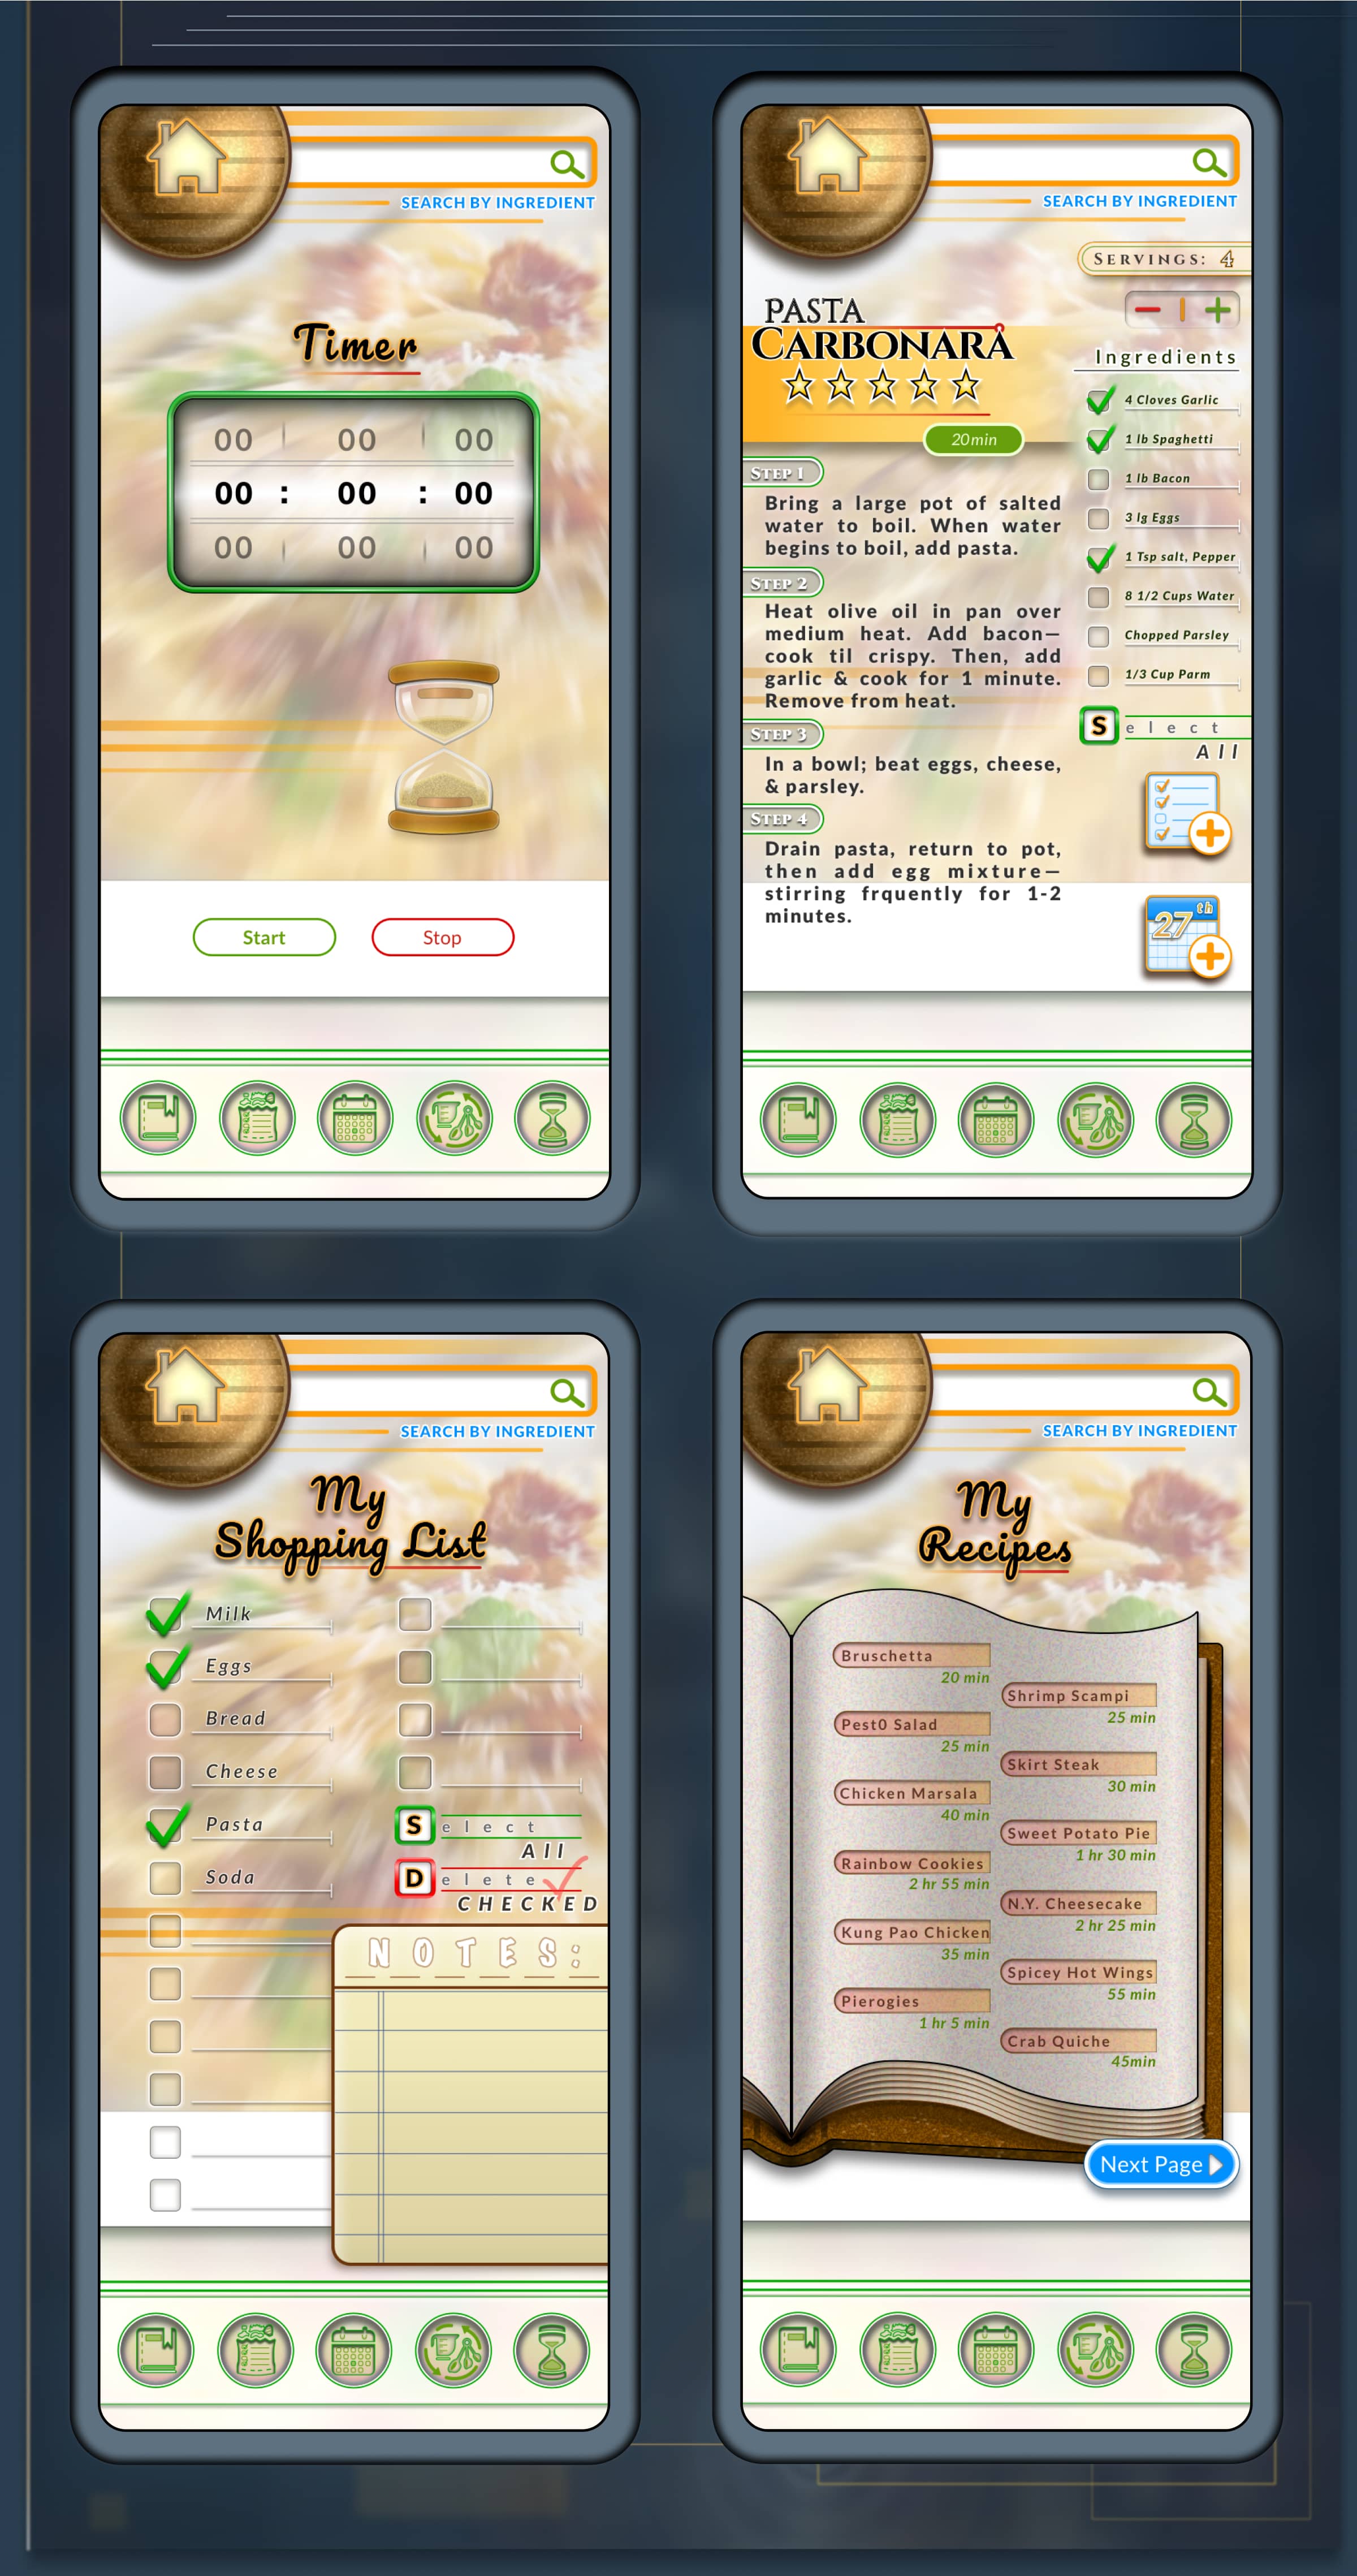 SEARCH BY INGREDIENT
Timer
00 00 00
00 : 00 : 00
00 00 00
Start
Stop
SEARCH BY INGREDIENT
SERVINGS: 4
PASTA
CARBONARA
20min
STEP 1
Bring a large pot of salted
water to boil. When water
begins to boil, add pasta.
STEP 2
Heat olive oil in pan over
medium heat. Add bacon—
cook til crispy. Then, add
garlic & cook for 1 minute.
Remove from heat.
STEP 3
In a bowl; beat eggs, cheese,
& parsley.
STEP 4
Drain pasta, return to pot,
then add egg mixture—
stirring frquently for 1-2
minutes.
Ingredients
4 Cloves Garlic
1 lb Spaghetti
1 lb Bacon
3 lg Eggs
1 Tsp salt, Pepper
8 1/2 Cups Water
Chopped Parsley
1/3 Cup Parm
Select
All
27th
SEARCH BY INGREDIENT
My
Shopping List
Milk
Eggs
Bread
Cheese
Pasta
Soda
Select
All
Delete
CHECKED
NOTES:
SEARCH BY INGREDIENT
My
Recipes
Bruschetta
20 min
Shrimp Scampi
25 min
Pest0 Salad
25 min
Skirt Steak
30 min
Chicken Marsala
40 min
Sweet Potato Pie
1 hr 30 min
Rainbow Cookies
2 hr 55 min
N.Y. Cheesecake
2 hr 25 min
Kung Pao Chicken
35 min
Spicey Hot Wings
55 min
Pierogies
1 hr 5 min
Crab Quiche
45min
Next Page